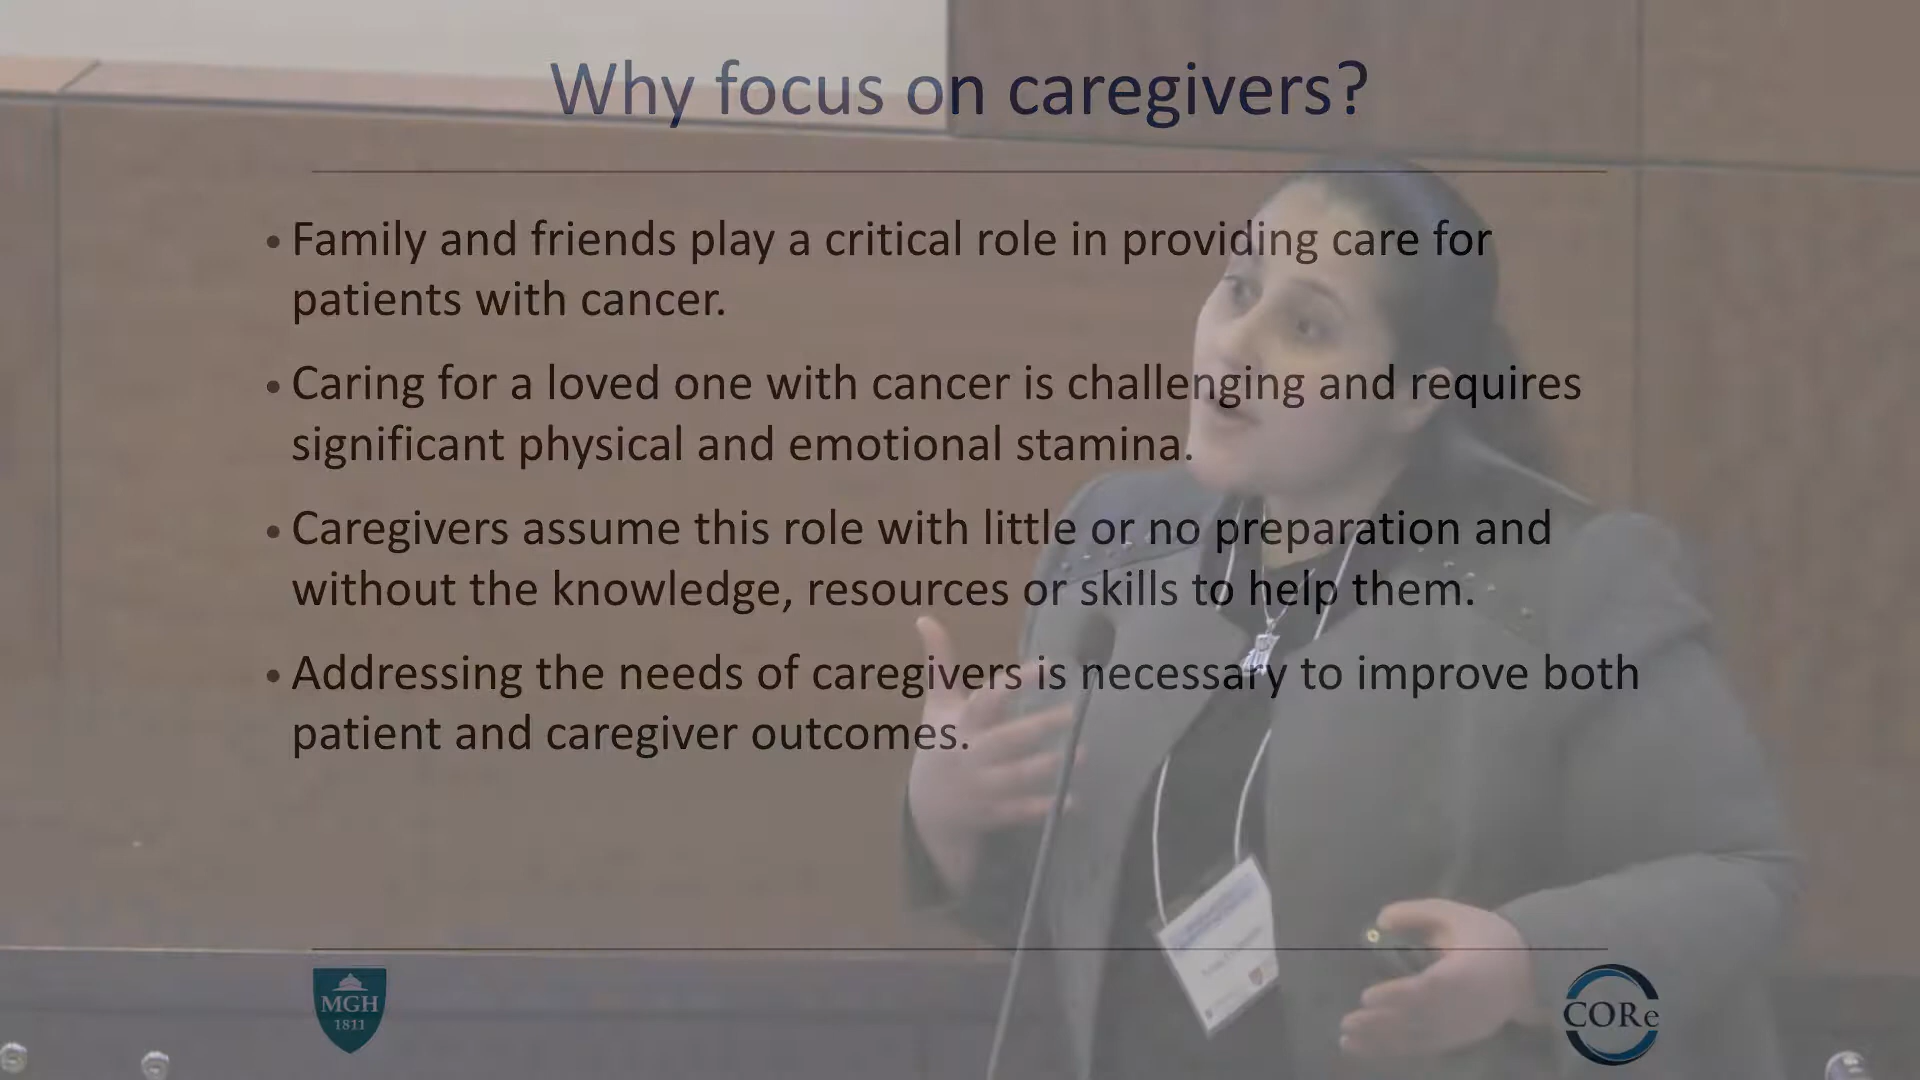 Why focus on caregivers?
• Family and friends play a critical role in providing care for
patients with cancer.
• Caring for a loved one with cancer is challenging and requires
significant physical and emotional stamina.
• Caregivers assume this role with little or no preparation and
without the knowledge, resources or skills to help them.
• Addressing the needs of caregivers is necessary to improve both
patient and caregiver outcomes.
MGH
1811
CORe